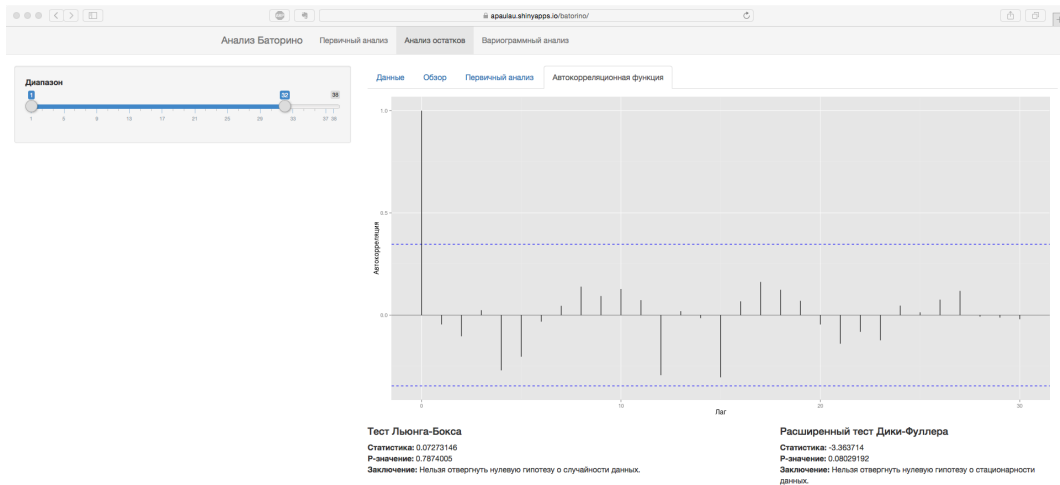 apaulau.shinyapps.io/batorino/
Анализ Баторино Первичный анализ Анализ остатков Вариограммный анализ
Диапазон
1 32 38
1 5 9 13 17 21 25 29 33 37 38
Данные Обзор Первичный анализ Автокорреляционная функция
1.0
0.5
0.0
Автокорреляция
0 10 20 30
Лаг
Тест Льюнга-Бокса
Статистика: 0.07273146
P-значение: 0.7874005
Заключение: Нельзя отвергнуть нулевую гипотезу о случайности данных.
Расширенный тест Дики-Фуллера
Статистика: -3.363714
P-значение: 0.08029192
Заключение: Нельзя отвергнуть нулевую гипотезу о стационарности
данных.